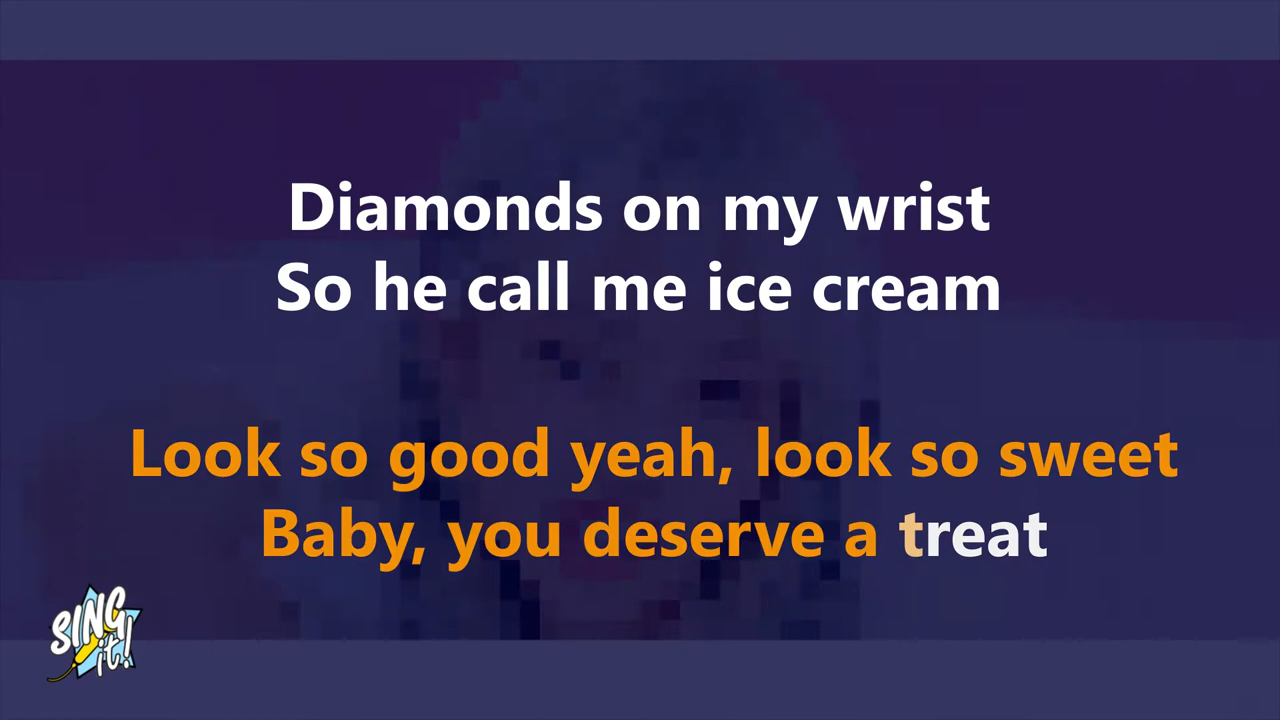 Diamonds on my wrist
So he call me ice cream
Look so good yeah, look so sweet
Baby, you deserve a treat
SING
it!